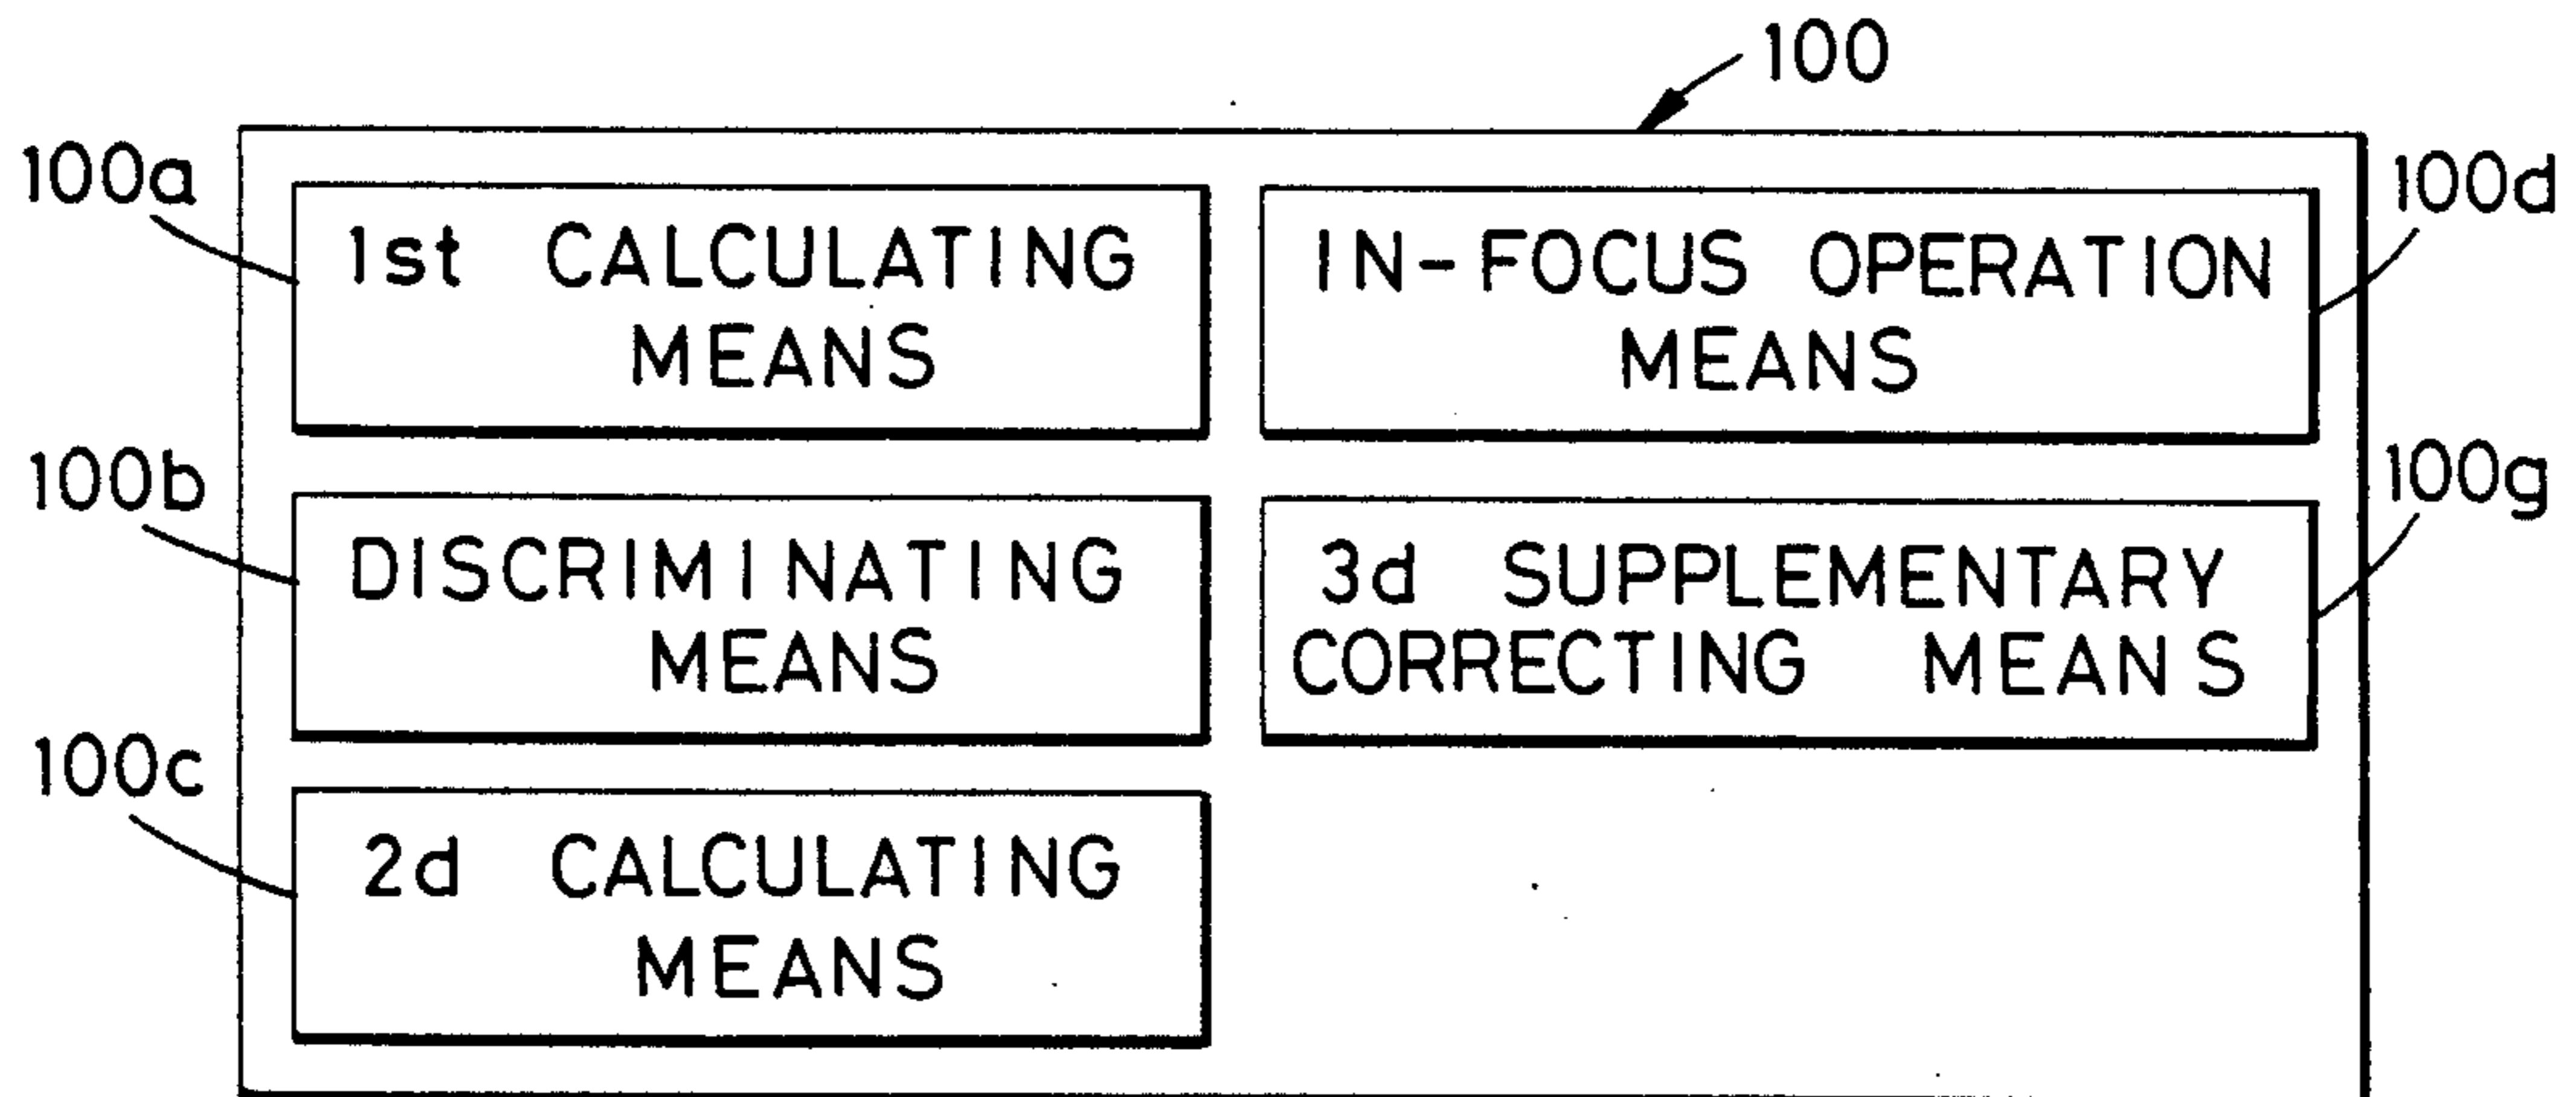 100
100a
1st CALCULATING
MEANS
IN-FOCUS OPERATION
MEANS
100d
100b
DISCRIMINATING
MEANS
3d SUPPLEMENTARY
CORRECTING MEANS
100g
100c
2d CALCULATING
MEANS